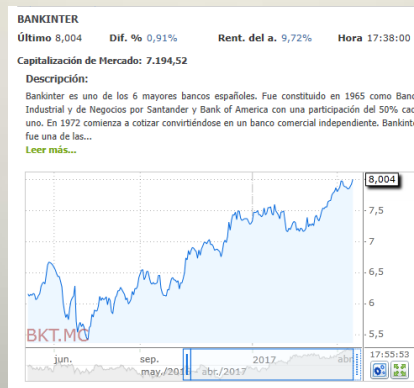 BANKINTER
Último 8,004 Dif. % 0,91% Rent. del a. 9,72% Hora 17:38:00
Capitalización de Mercado: 7.194,52
Descripción:
Bankinter es uno de los 6 mayores bancos españoles. Fue constituido en 1965 como Banc
Industrial y de Negocios por Santander y Bank of America con una participación del 50% cad
uno. En 1972 comienza a cotizar convirtiéndose en un banco comercial independiente. Bankint
fue una de las...
Leer más...
8,004
7,5
7
6,5
6
5,5
BKT.MC
jun. sep. 2017 abr.
may./2016 - abr./2017
17:55:53